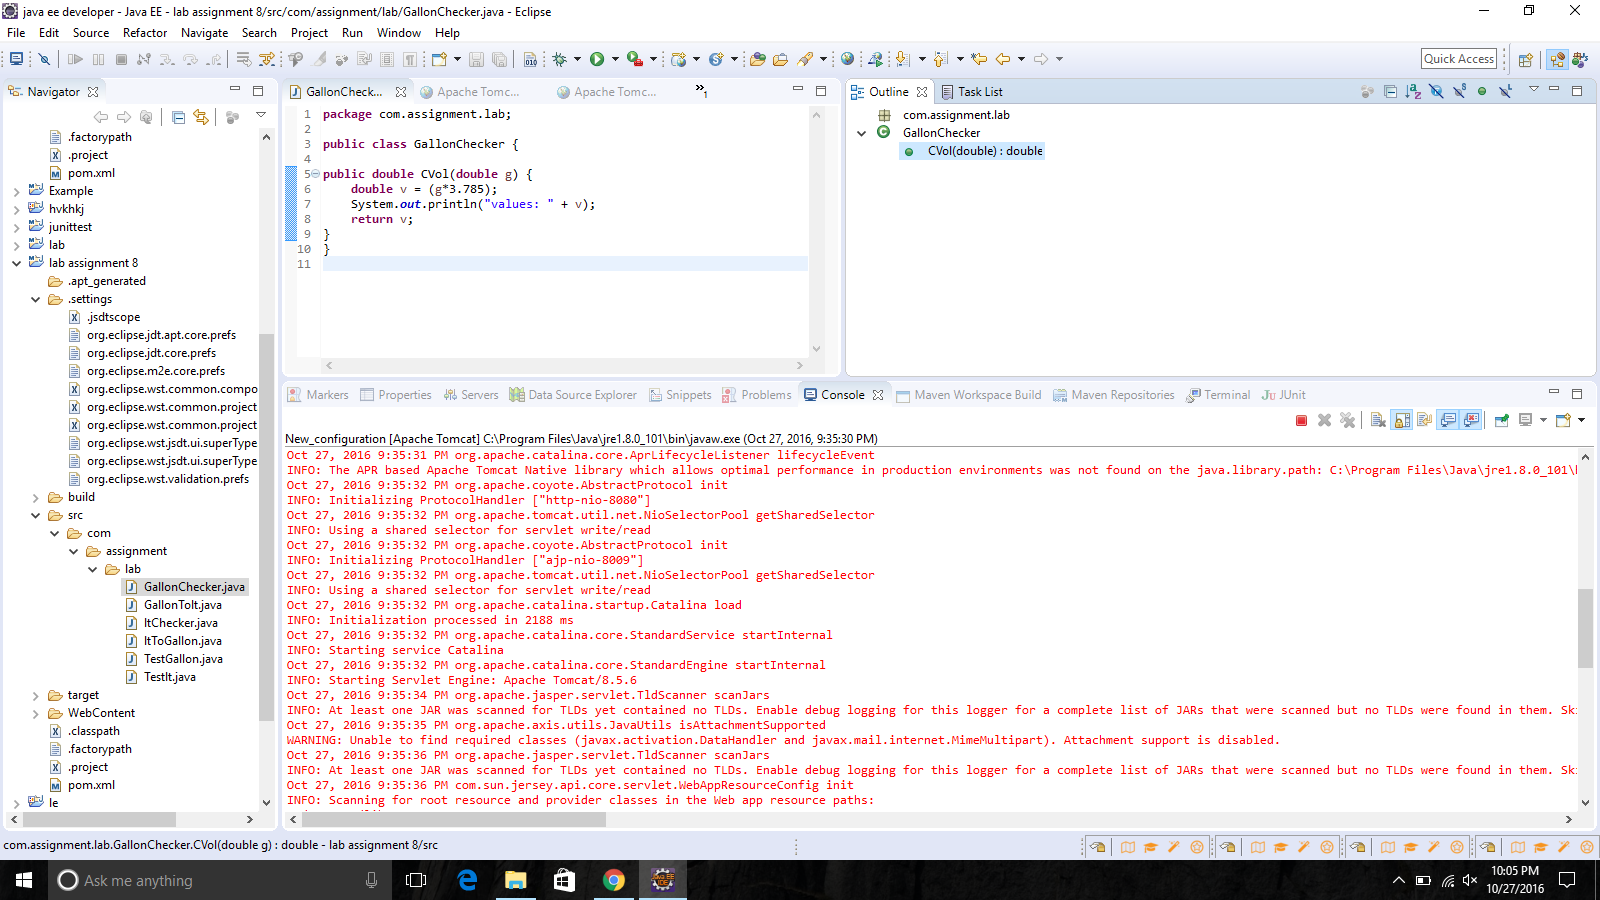 java ee developer - Java EE - lab assignment 8/src/com/assignment/lab/GallonChecker.java - Eclipse
File Edit Source Refactor Navigate Search Project Run Window Help
Quick Access
Navigator
.factorypath
.project
pom.xml
Example
hvkhkj
junittest
lab
lab assignment 8
.apt_generated
.settings
.jsdtscope
org.eclipse.jdt.apt.core.prefs
org.eclipse.jdt.core.prefs
org.eclipse.m2e.core.prefs
org.eclipse.wst.common.compo
org.eclipse.wst.common.project
org.eclipse.wst.common.project
org.eclipse.wst.jsdt.ui.superType
org.eclipse.wst.jsdt.ui.superType
org.eclipse.wst.validation.prefs
build
src
com
assignment
lab
GallonChecker.java
GallonTolt.java
ltChecker.java
ltToGallon.java
TestGallon.java
Testlt.java
target
WebContent
.classpath
.factorypath
.project
pom.xml
le
GallonCheck... Apache Tomc... Apache Tomc... »1
1 package com.assignment.lab;
2
3 public class GallonChecker {
4
5 public double CVol(double g) {
6 double v = (g*3.785);
7 System.out.println("values: " + v);
8 return v;
9 }
10 }
11
Outline Task List
com.assignment.lab
GallonChecker
CVol(double) : double
Markers Properties Servers Data Source Explorer Snippets Problems Console Maven Workspace Build Maven Repositories Terminal JUnit
New_configuration [Apache Tomcat] C:\Program Files\Java\jre1.8.0_101\bin\javaw.exe (Oct 27, 2016, 9:35:30 PM)
Oct 27, 2016 9:35:31 PM org.apache.catalina.core.AprLifecycleListener lifecycleEvent
INFO: The APR based Apache Tomcat Native library which allows optimal performance in production environments was not found on the java.library.path: C:\Program Files\Java\jre1.8.0_101\
Oct 27, 2016 9:35:32 PM org.apache.coyote.AbstractProtocol init
INFO: Initializing ProtocolHandler ["http-nio-8080"]
Oct 27, 2016 9:35:32 PM org.apache.tomcat.util.net.NioSelectorPool getSharedSelector
INFO: Using a shared selector for servlet write/read
Oct 27, 2016 9:35:32 PM org.apache.coyote.AbstractProtocol init
INFO: Initializing ProtocolHandler ["ajp-nio-8009"]
Oct 27, 2016 9:35:32 PM org.apache.tomcat.util.net.NioSelectorPool getSharedSelector
INFO: Using a shared selector for servlet write/read
Oct 27, 2016 9:35:32 PM org.apache.catalina.startup.Catalina load
INFO: Initialization processed in 2188 ms
Oct 27, 2016 9:35:32 PM org.apache.catalina.core.StandardService startInternal
INFO: Starting service Catalina
Oct 27, 2016 9:35:32 PM org.apache.catalina.core.StandardEngine startInternal
INFO: Starting Servlet Engine: Apache Tomcat/8.5.6
Oct 27, 2016 9:35:34 PM org.apache.jasper.servlet.TldScanner scanJars
INFO: At least one JAR was scanned for TLDs yet contained no TLDs. Enable debug logging for this logger for a complete list of JARs that were scanned but no TLDs were found in them. Ski
Oct 27, 2016 9:35:35 PM org.apache.axis.utils.JavaUtils isAttachmentSupported
WARNING: Unable to find required classes (javax.activation.DataHandler and javax.mail.internet.MimeMultipart). Attachment support is disabled.
Oct 27, 2016 9:35:36 PM org.apache.jasper.servlet.TldScanner scanJars
INFO: At least one JAR was scanned for TLDs yet contained no TLDs. Enable debug logging for this logger for a complete list of JARs that were scanned but no TLDs were found in them. Ski
Oct 27, 2016 9:35:36 PM com.sun.jersey.api.core.servlet.WebAppResourceConfig init
INFO: Scanning for root resource and provider classes in the Web app resource paths:
com.assignment.lab.GallonChecker.CVol(double g) : double - lab assignment 8/src
Ask me anything
10:05 PM
10/27/2016